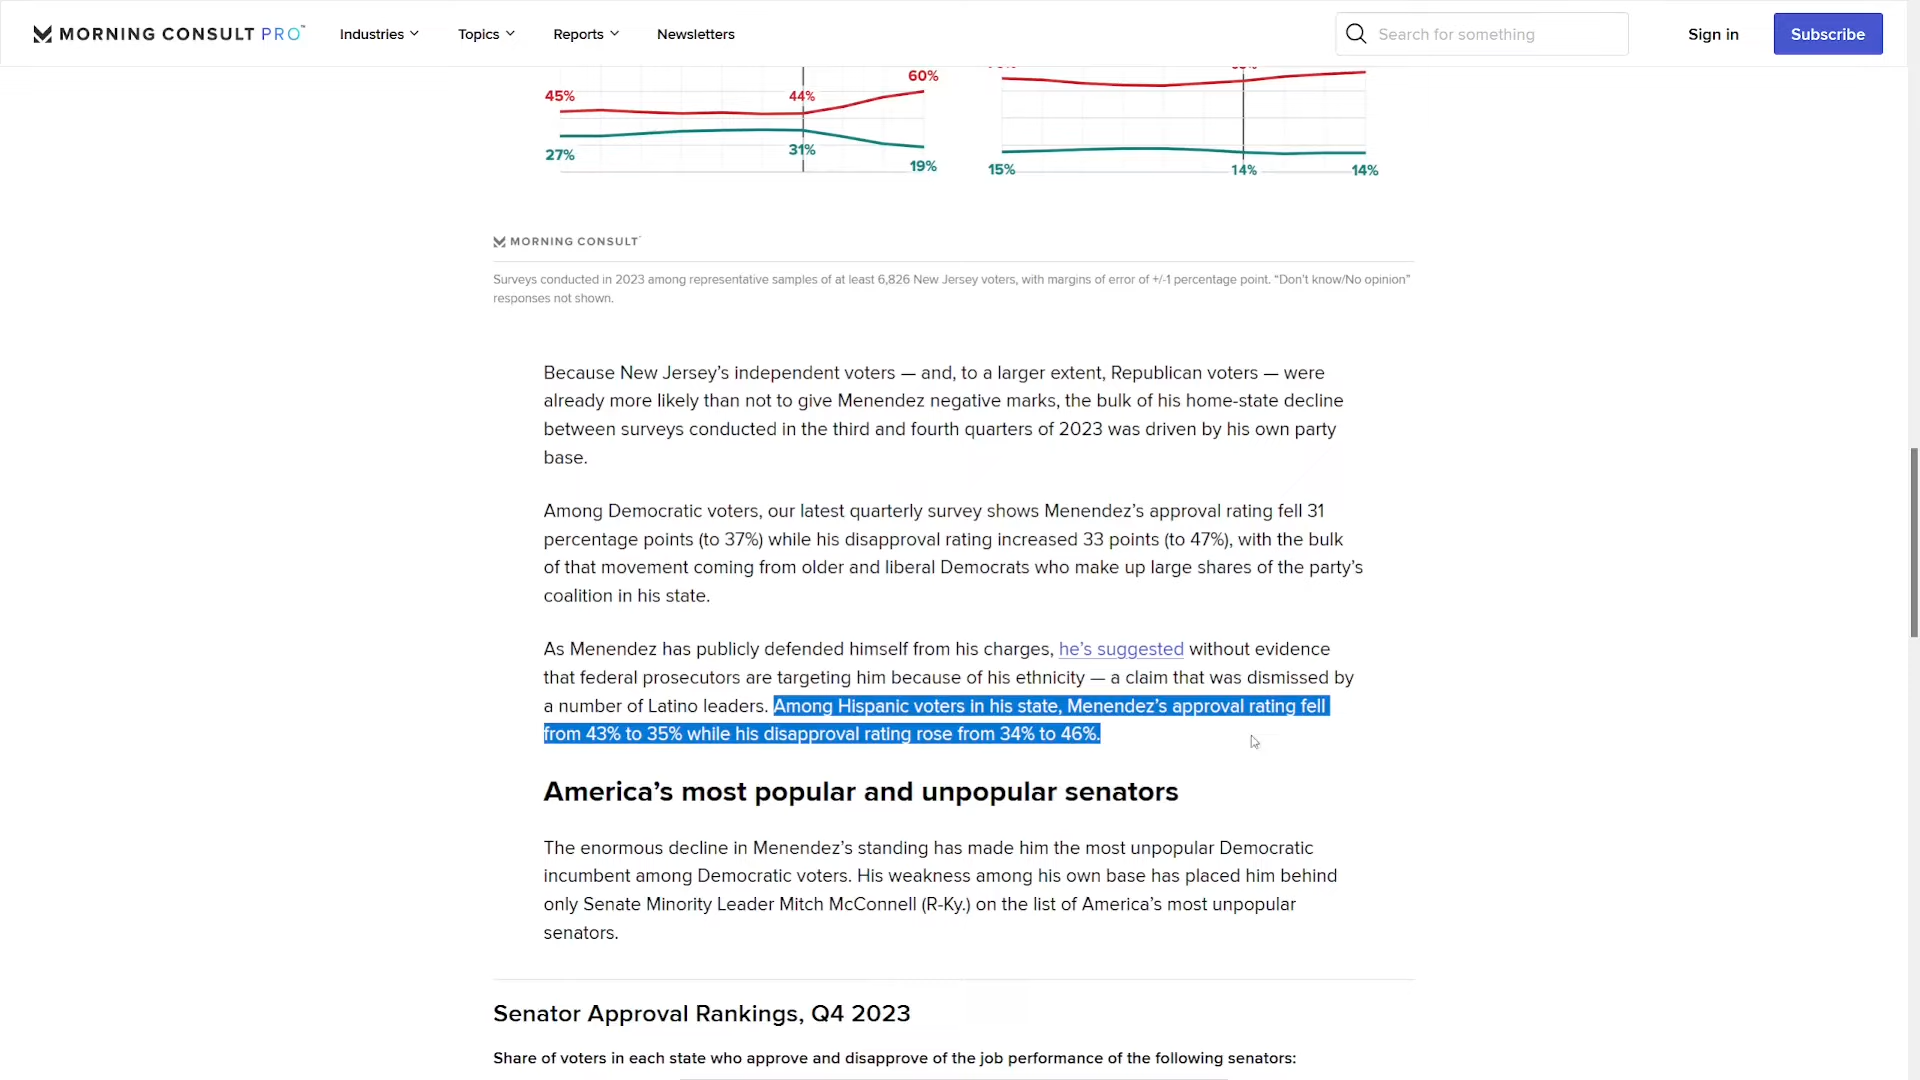 MORNING CONSULT PRO™
Industries
Topics
Reports
Newsletters
Search for something
Sign in
Subscribe
45%
44%
60%
27%
31%
19%
15%
14%
14%
MORNING CONSULT
Surveys conducted in 2023 among representative samples of at least 6,826 New Jersey voters, with margins of error of +/-1 percentage point. “Don't know/No opinion”
responses not shown.
Because New Jersey’s independent voters — and, to a larger extent, Republican voters — were
already more likely than not to give Menendez negative marks, the bulk of his home-state decline
between surveys conducted in the third and fourth quarters of 2023 was driven by his own party
base.
Among Democratic voters, our latest quarterly survey shows Menendez’s approval rating fell 31
percentage points (to 37%) while his disapproval rating increased 33 points (to 47%), with the bulk
of that movement coming from older and liberal Democrats who make up large shares of the party’s
coalition in his state.
As Menendez has publicly defended himself from his charges, he’s suggested without evidence
that federal prosecutors are targeting him because of his ethnicity — a claim that was dismissed by
a number of Latino leaders. Among Hispanic voters in his state, Menendez’s approval rating fell
from 43% to 35% while his disapproval rating rose from 34% to 46%.
America’s most popular and unpopular senators
The enormous decline in Menendez’s standing has made him the most unpopular Democratic
incumbent among Democratic voters. His weakness among his own base has placed him behind
only Senate Minority Leader Mitch McConnell (R-Ky.) on the list of America’s most unpopular
senators.
Senator Approval Rankings, Q4 2023
Share of voters in each state who approve and disapprove of the job performance of the following senators: